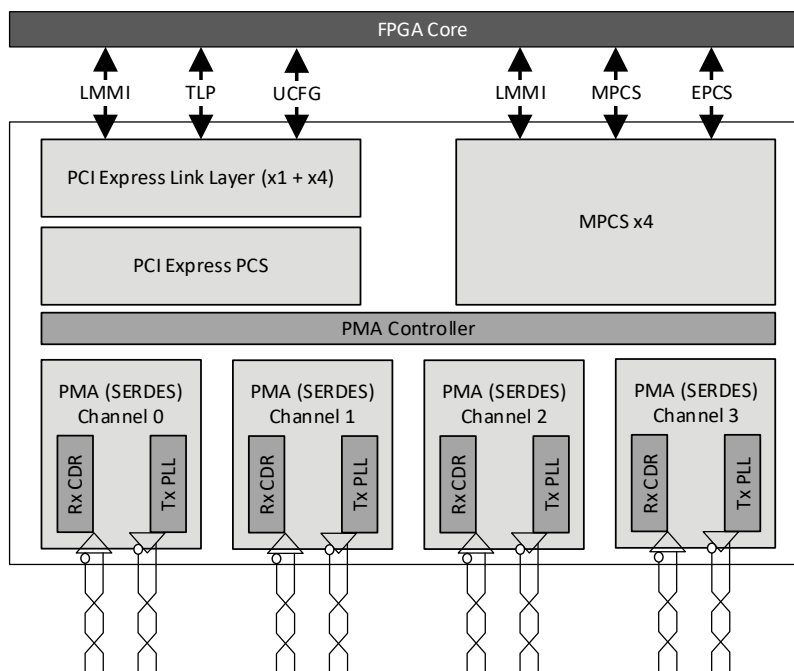 FPGA Core
LMMI TLP UCFG LMMI MPCS EPCS
PCI Express Link Layer (x1 + x4)
MPCS x4
PCI Express PCS
PMA Controller
PMA (SERDES)
Channel 0
Rx CDR
Tx PLL
PMA (SERDES)
Channel 1
Rx CDR
Tx PLL
PMA (SERDES)
Channel 2
Rx CDR
Tx PLL
PMA (SERDES)
Channel 3
Rx CDR
Tx PLL